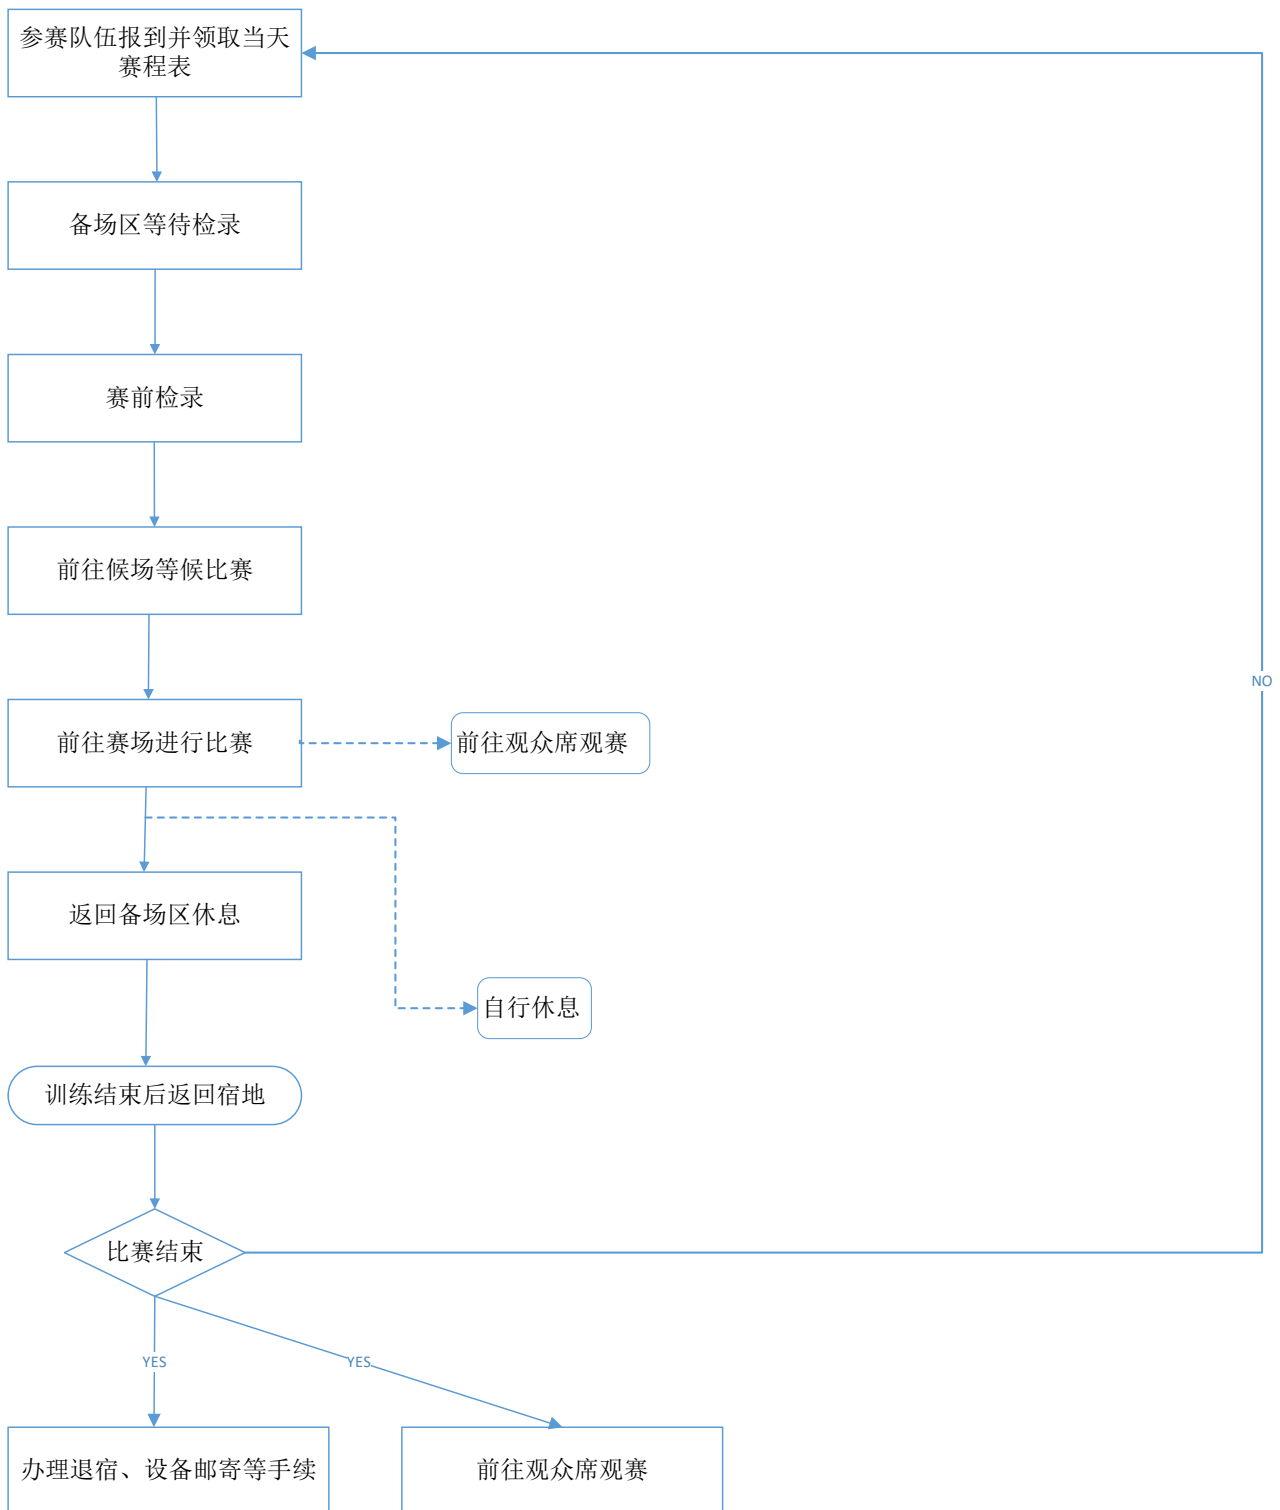 参赛队伍报到并领取当天
赛程表
备场区等待检录
赛前检录
前往候场等候比赛
NO
前往赛场进行比赛
前往观众席观赛
返回备场区休息
自行休息
训练结束后返回宿地
比赛结束
YES
YES
办理退宿、设备邮寄等手续
前往观众席观赛